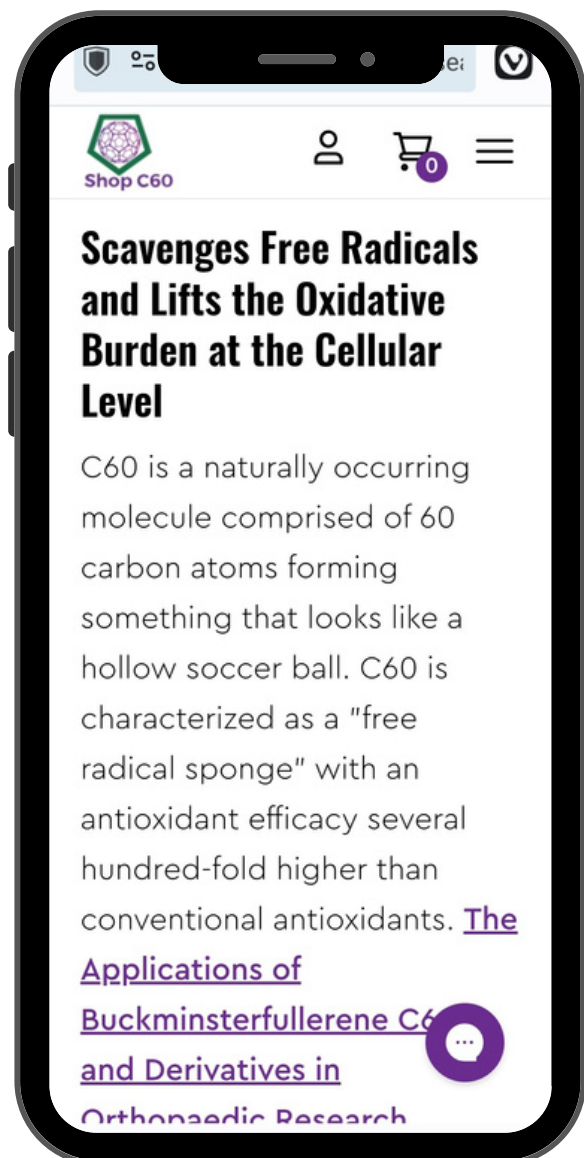 Shop C60
0
Scavenges Free Radicals
and Lifts the Oxidative
Burden at the Cellular
Level
C60 is a naturally occurring
molecule comprised of 60
carbon atoms forming
something that looks like a
hollow soccer ball. C60 is
characterized as a "free
radical sponge" with an
antioxidant efficacy several
hundred-fold higher than
conventional antioxidants. The
Applications of
Buckminsterfullerene
and Derivatives in
Orthopaedic Research